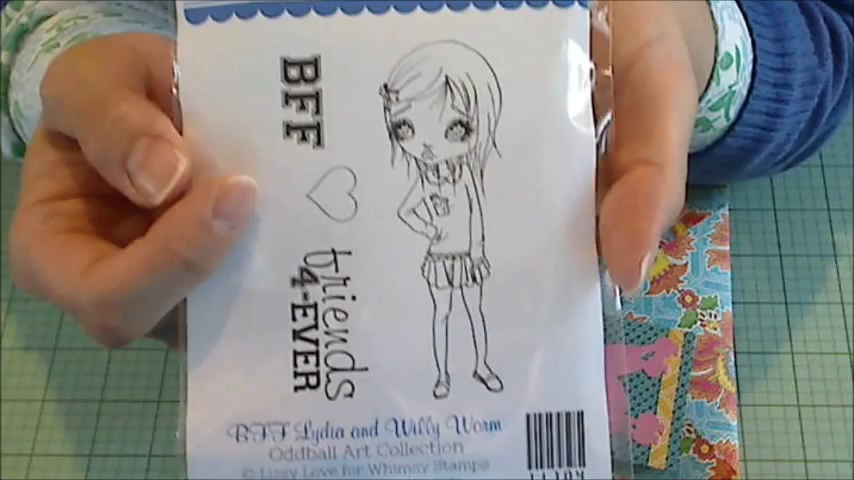 BFF
friends
4-EVER
BFF Lydia and Willy Worm
Oddball Art Collection
© Lizzy Love for Whimsy Stamps